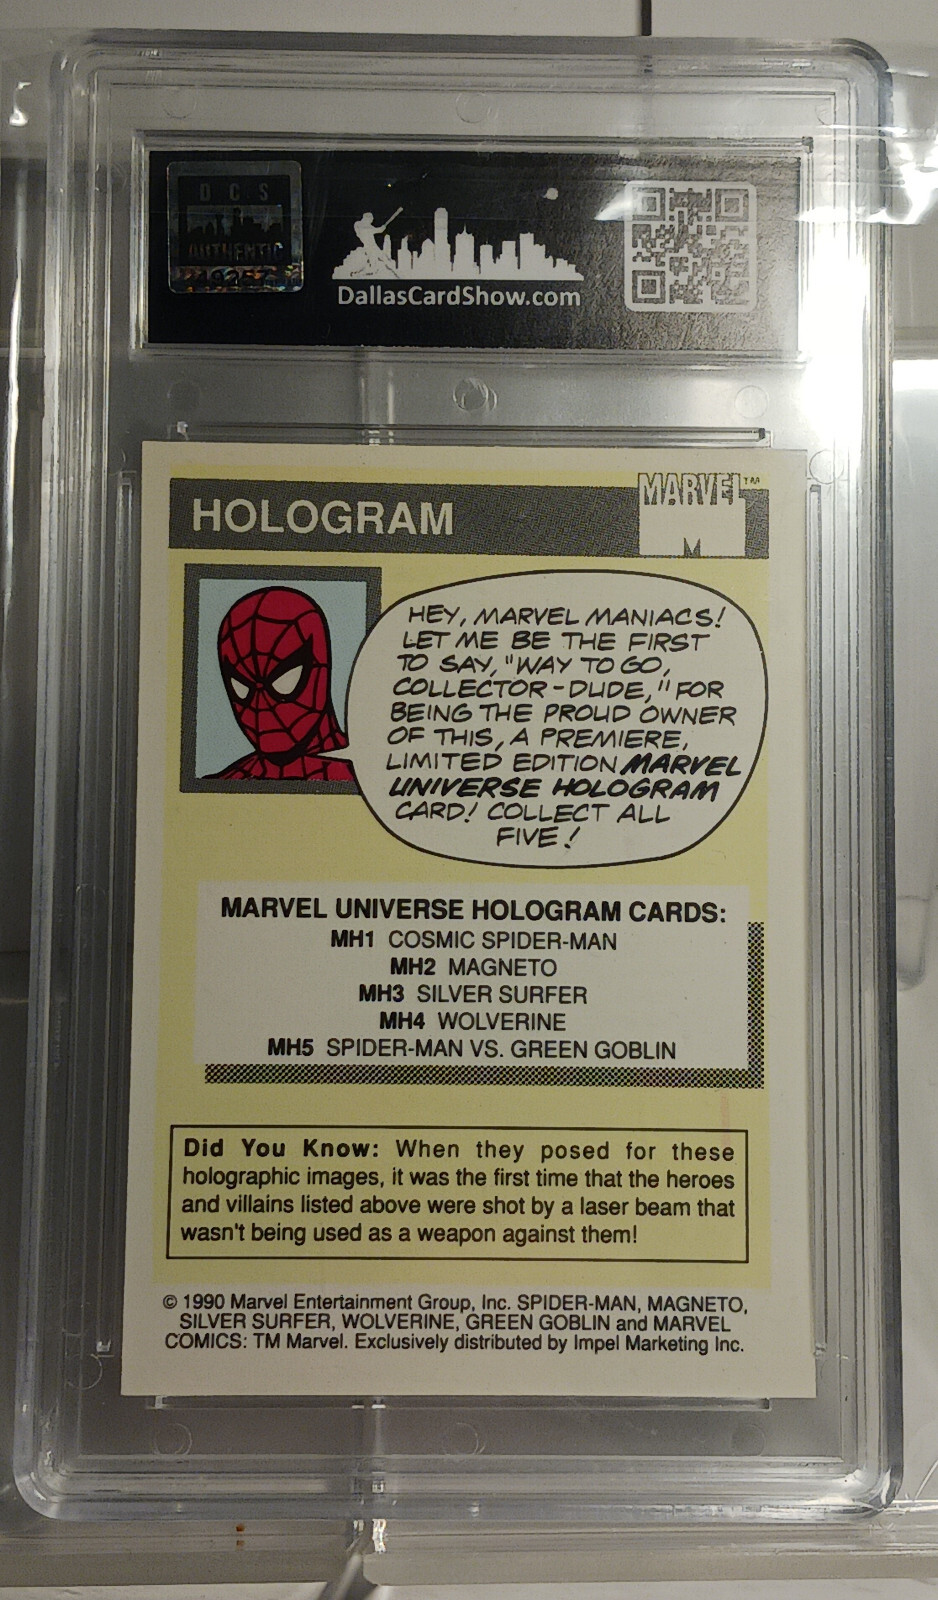 DCS
AUTHENTIC
DallasCardShow.com
HOLOGRAM
MARVEL™
M
HEY, MARVEL MANIACS!
LET ME BE THE FIRST
TO SAY, "WAY TO GO,
COLLECTOR-DUDE," FOR
BEING THE PROUD OWNER
OF THIS, A PREMIERE,
LIMITED EDITION MARVEL
UNIVERSE HOLOGRAM
CARD! COLLECT ALL
FIVE!
MARVEL UNIVERSE HOLOGRAM CARDS:
MH1 COSMIC SPIDER-MAN
MH2 MAGNETO
MH3 SILVER SURFER
MH4 WOLVERINE
MH5 SPIDER-MAN VS. GREEN GOBLIN
Did You Know: When they posed for these
holographic images, it was the first time that the heroes
and villains listed above were shot by a laser beam that
wasn't being used as a weapon against them!
© 1990 Marvel Entertainment Group, Inc. SPIDER-MAN, MAGNETO,
SILVER SURFER, WOLVERINE, GREEN GOBLIN and MARVEL
COMICS: TM Marvel. Exclusively distributed by Impel Marketing Inc.